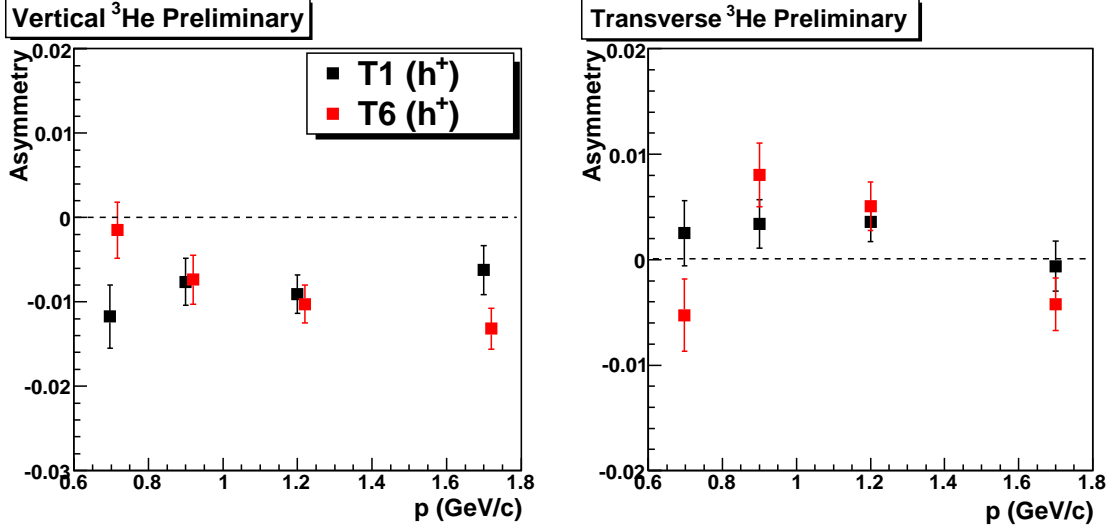 Vertical ³He Preliminary
Asymmetry
0.02
0.01
0
-0.01
-0.02
-0.03
T1 (h⁺)
T6 (h⁺)
0.6 0.8 1 1.2 1.4 1.6 1.8
p (GeV/c)
Transverse ³He Preliminary
Asymmetry
0.02
0.01
0
-0.01
-0.02
0.6 0.8 1 1.2 1.4 1.6 1.8
p (GeV/c)